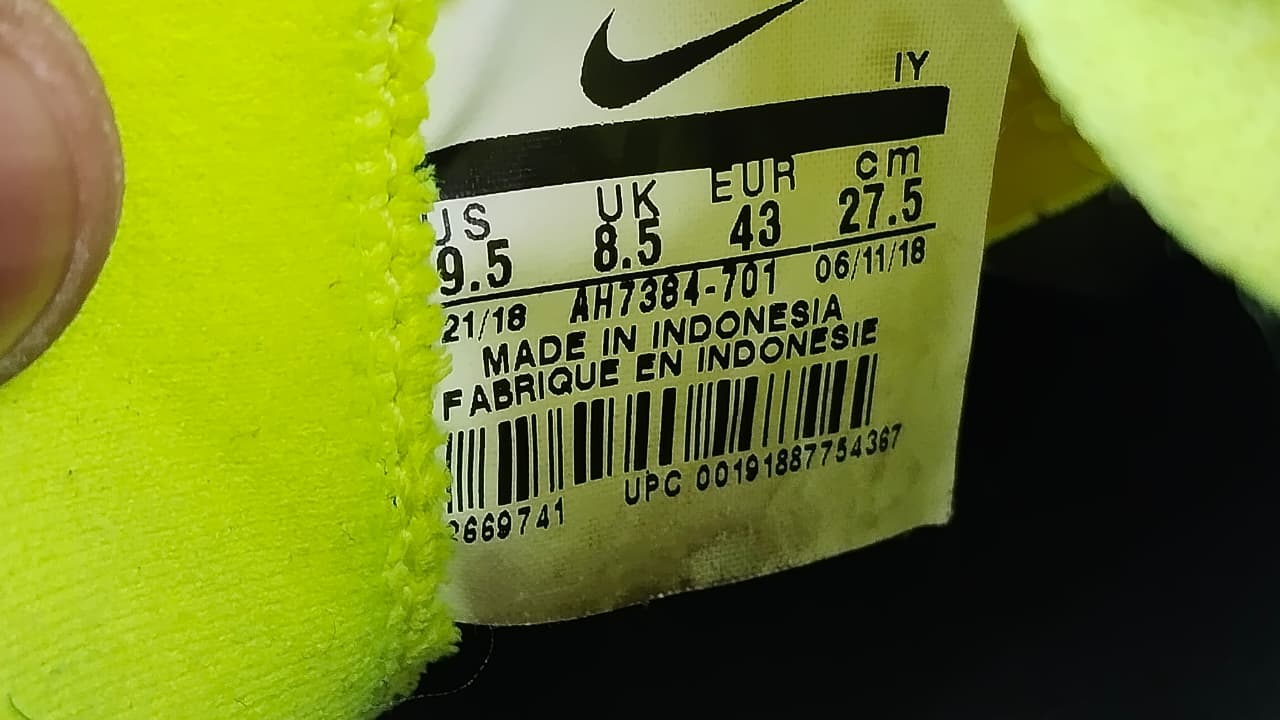 IY
US UK EUR cm
9.5 8.5 43 27.5
21/18 AH7384-701 06/11/18
MADE IN INDONESIA
FABRIQUE EN INDONESIE
2669741 UPC 00191887754367